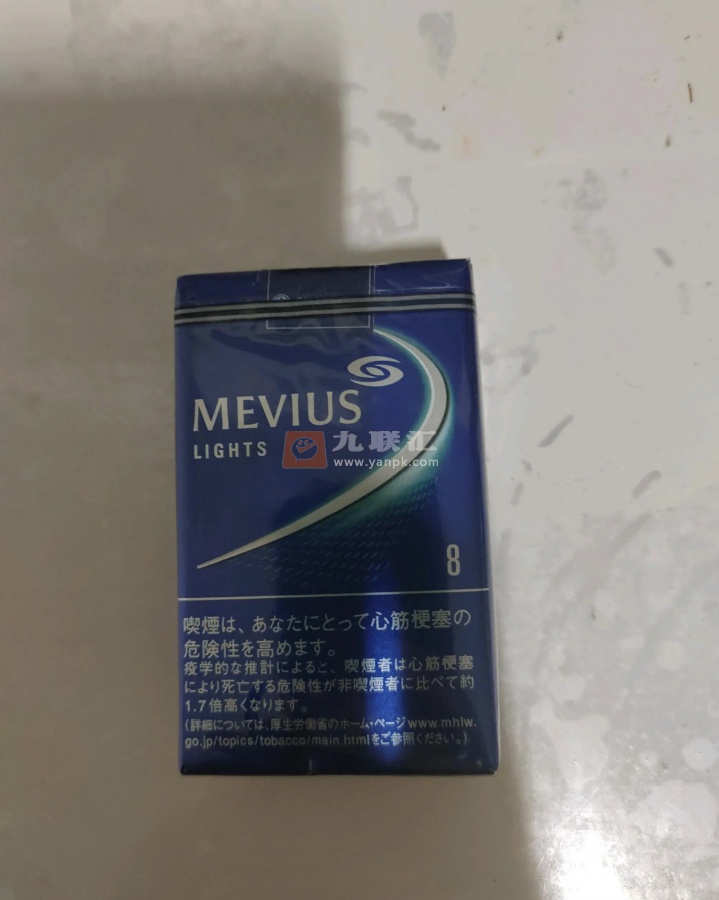 MEVIUS
LIGHTS
九联汇
www.yanpk.com
8
喫煙は、あなたにとって心筋梗塞の
危険性を高めます。
疫学的な推計によると、喫煙者は心筋梗塞
により死亡する危険性が非喫煙者に比べて約
1.7倍高くなります。
(詳細については、厚生労働省のホーム・ページwww.mhlw.
go.jp/topics/tobacco/main.htmlをご参照ください。)